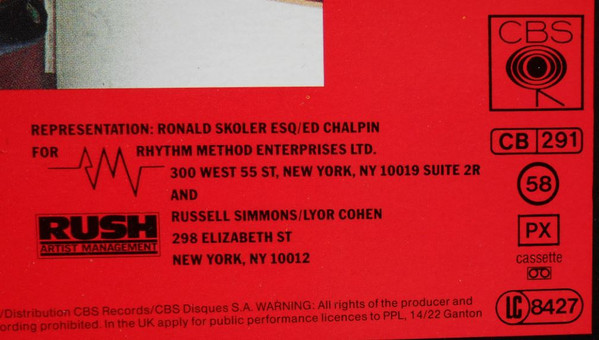 CBS
REPRESENTATION: RONALD SKOLER ESQ/ED CHALPIN
FOR RHYTHM METHOD ENTERPRISES LTD.
300 WEST 55 ST, NEW YORK, NY 10019 SUITE 2R
AND
RUSH
ARTIST MANAGEMENT
RUSSELL SIMMONS/LYOR COHEN
298 ELIZABETH ST
NEW YORK, NY 10012
CB 291
58
PX
cassette
LC 8427
/Distribution CBS Records/CBS Disques S.A. WARNING: All rights of the producer and
ording prohibited. In the UK apply for public performance licences to PPL, 14/22 Ganton